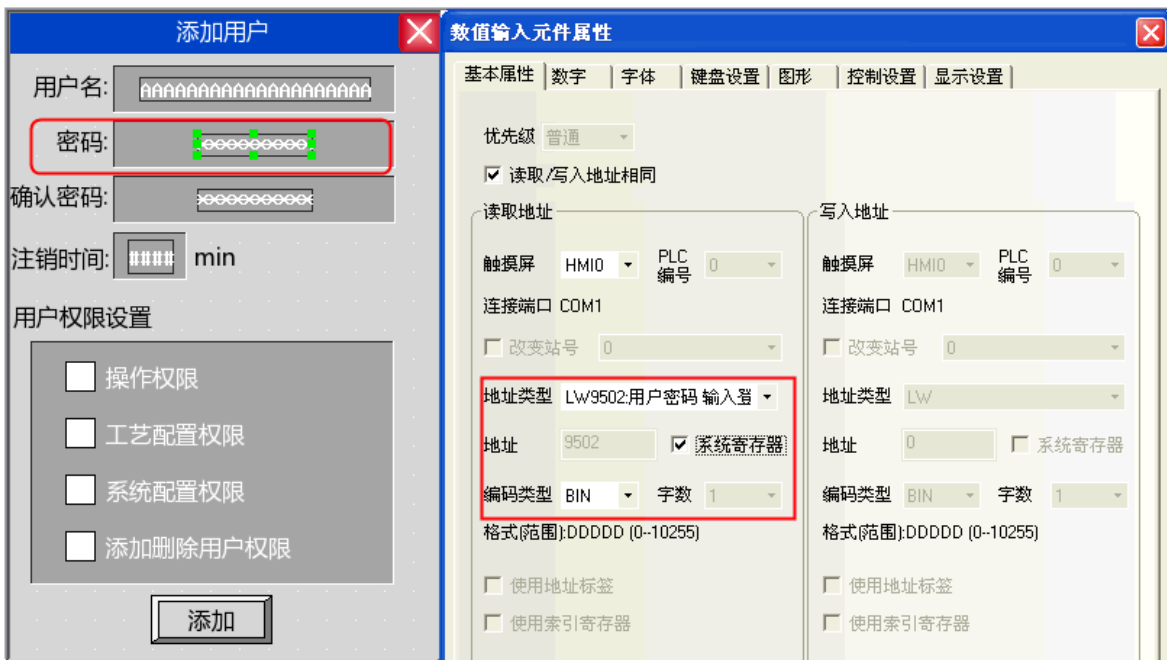 添加用户
用户名: AAAAAAAAAAAAAAAAAAAA
密码: **********
确认密码: **********
注销时间: #### min
用户权限设置
操作权限
工艺配置权限
系统配置权限
添加删除用户权限
添加
数值输入元件属性
基本属性 数字 字体 键盘设置 图形 控制设置 显示设置
优先级 普通
读取/写入地址相同
读取地址
触摸屏 HMI0 PLC编号 0
连接端口 COM1
改变站号 0
地址类型 LW9502:用户密码 输入登
地址 9502 系统寄存器
编码类型 BIN 字数 1
格式(范围):DDDDD (0--10255)
使用地址标签
使用索引寄存器
写入地址
触摸屏 HMI0 PLC编号 0
连接端口 COM1
改变站号 0
地址类型 LW
地址 0 系统寄存器
编码类型 BIN 字数 1
格式(范围):DDDDD (0--10255)
使用地址标签
使用索引寄存器